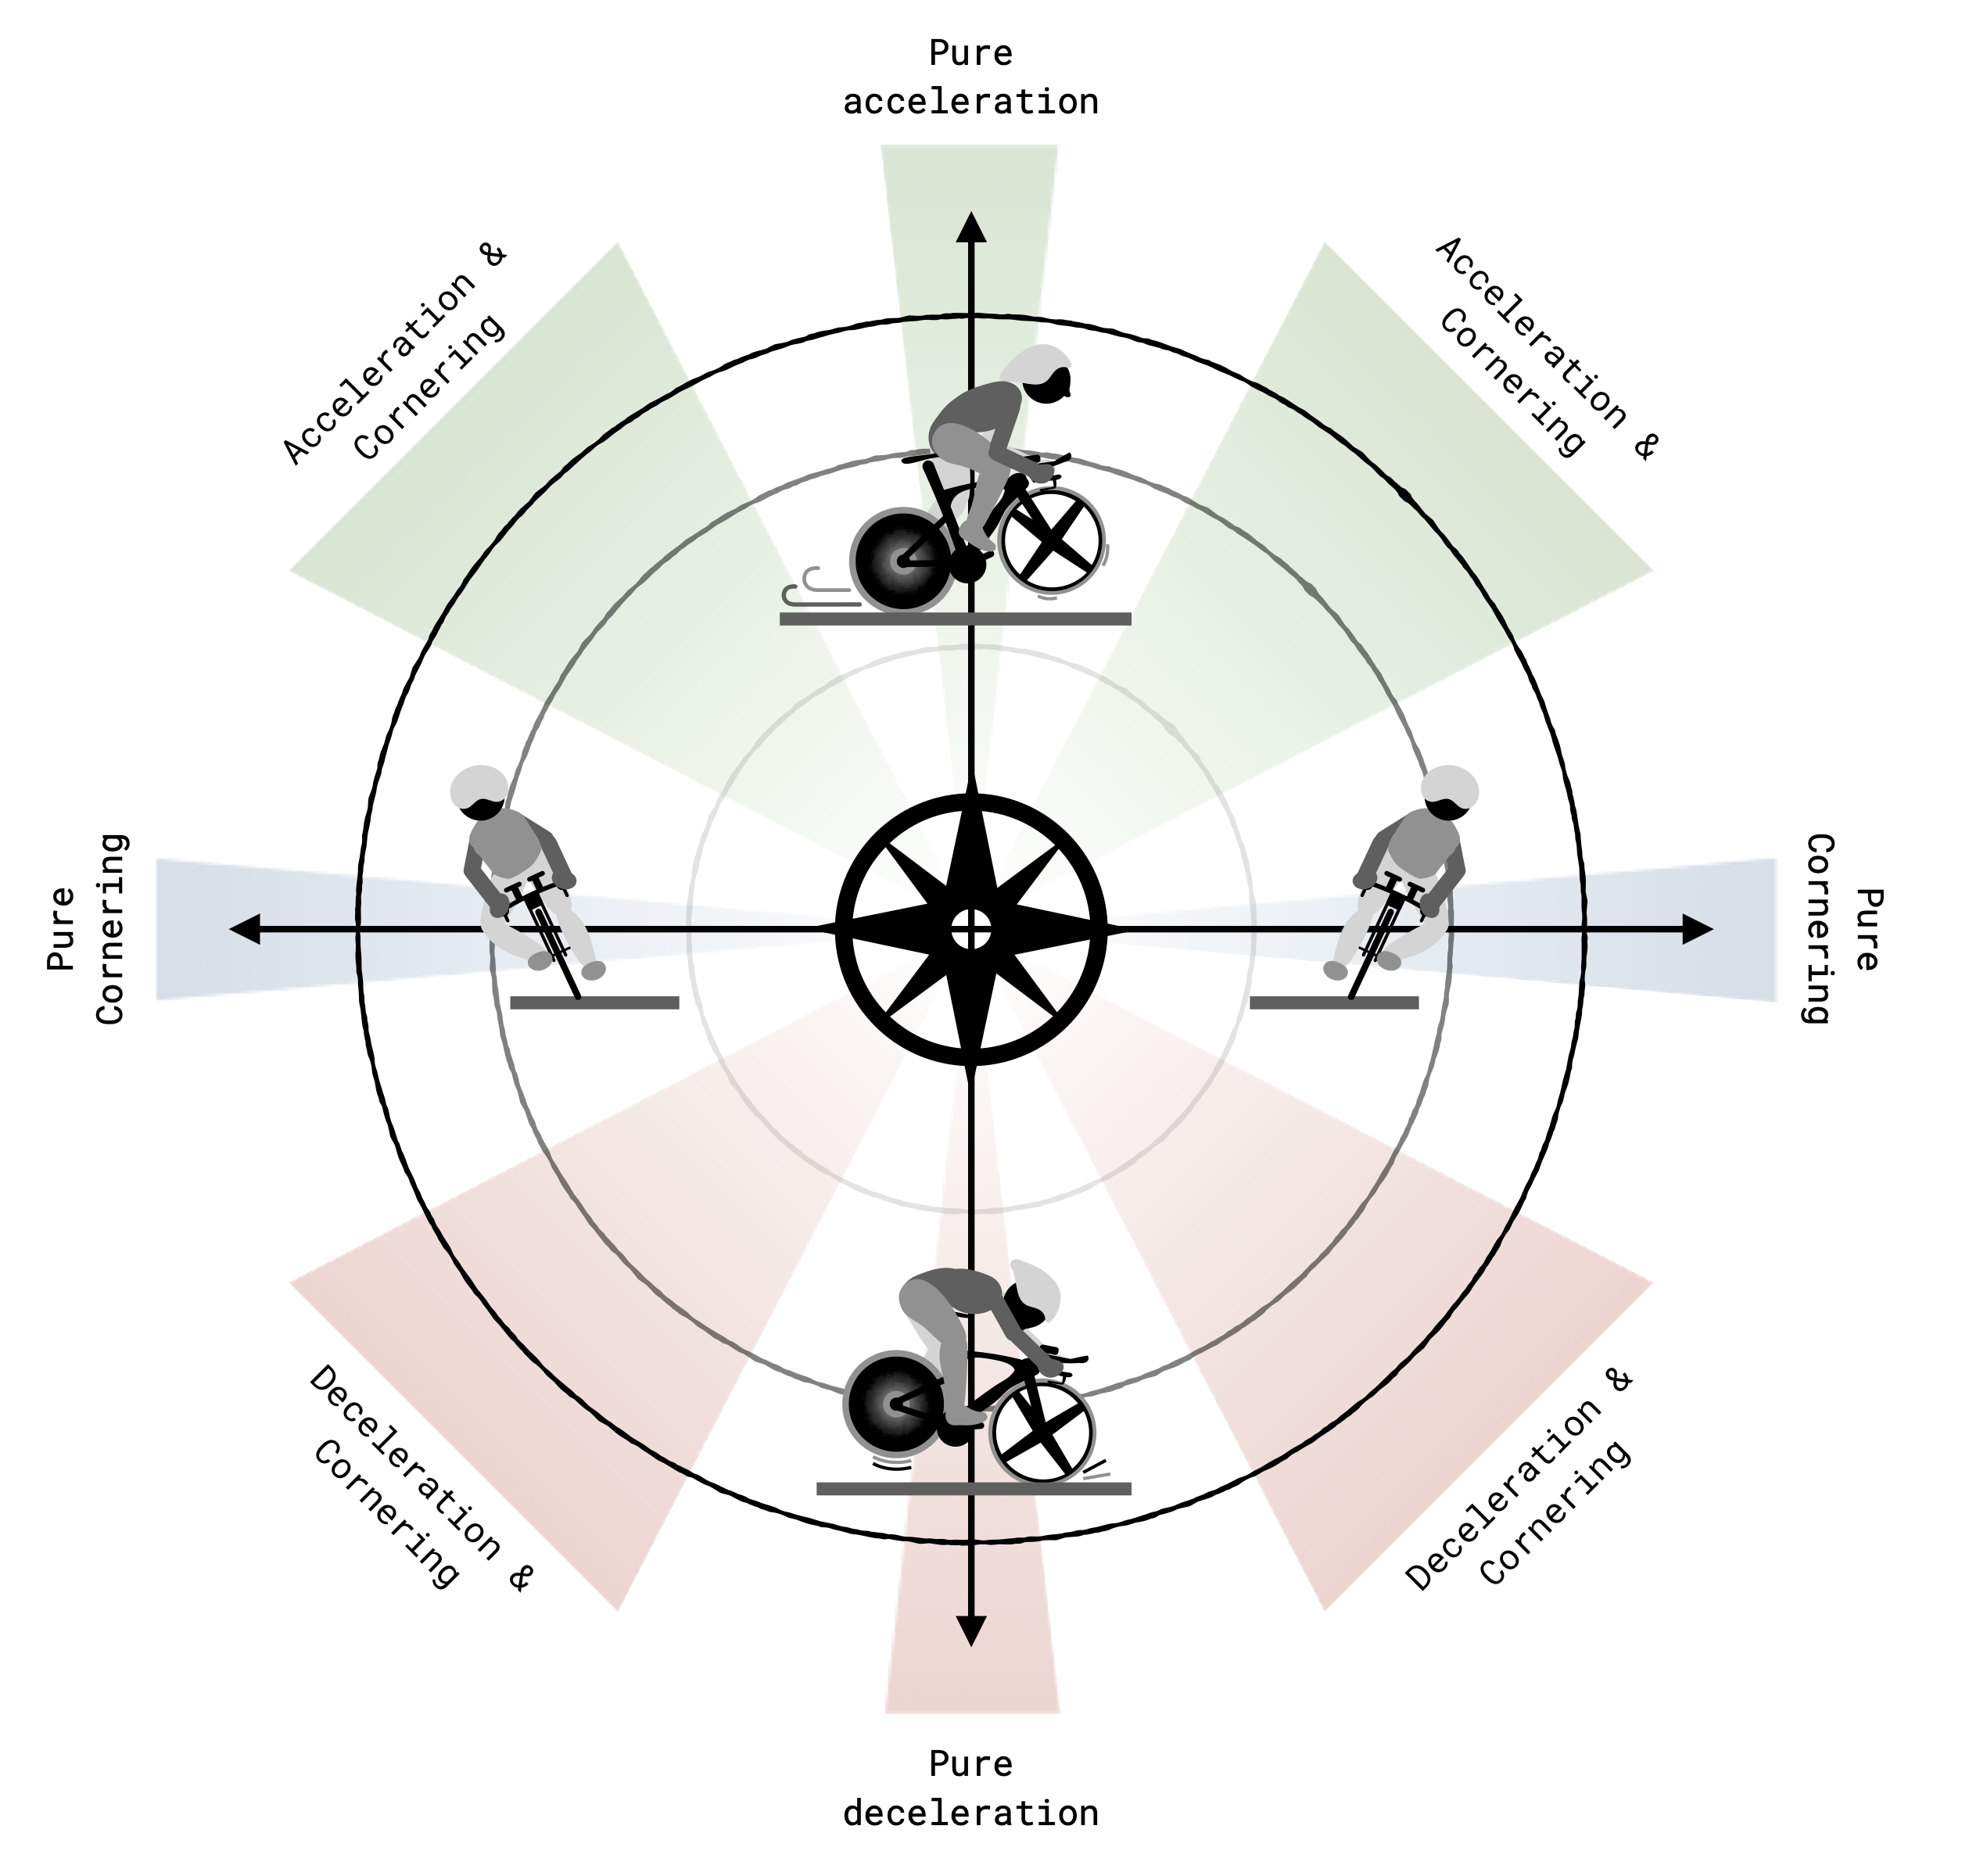 Pure
acceleration
Acceleration &
Cornering
Acceleration &
Cornering
Pure
Cornering
Pure
Cornering
Deceleration &
Cornering
Deceleration &
Cornering
Pure
deceleration